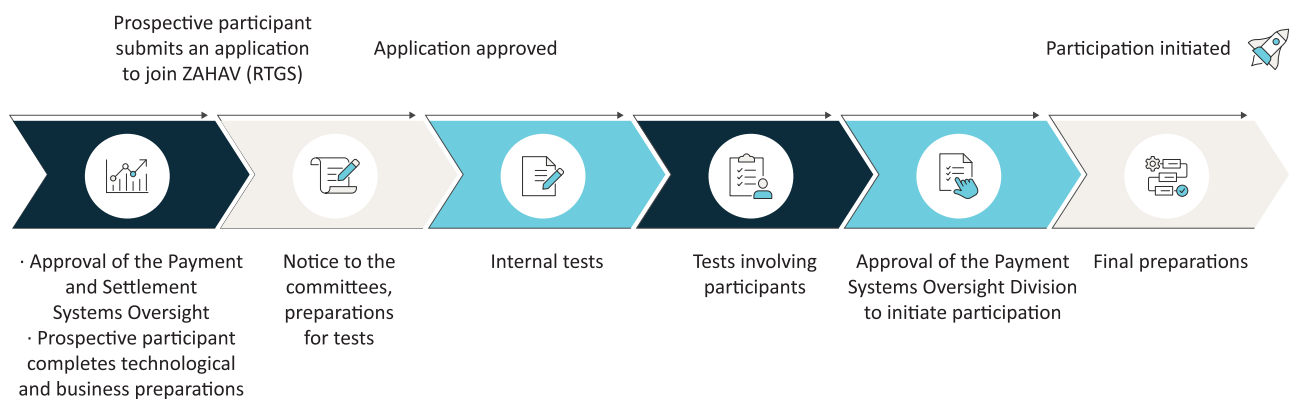 Prospective participant
submits an application
to join ZAHAV (RTGS)
Application approved
Participation initiated
· Approval of the Payment
and Settlement
Systems Oversight
· Prospective participant
completes technological
and business preparations
Notice to the
committees,
preparations
for tests
Internal tests
Tests involving
participants
Approval of the Payment
Systems Oversight Division
to initiate participation
Final preparations